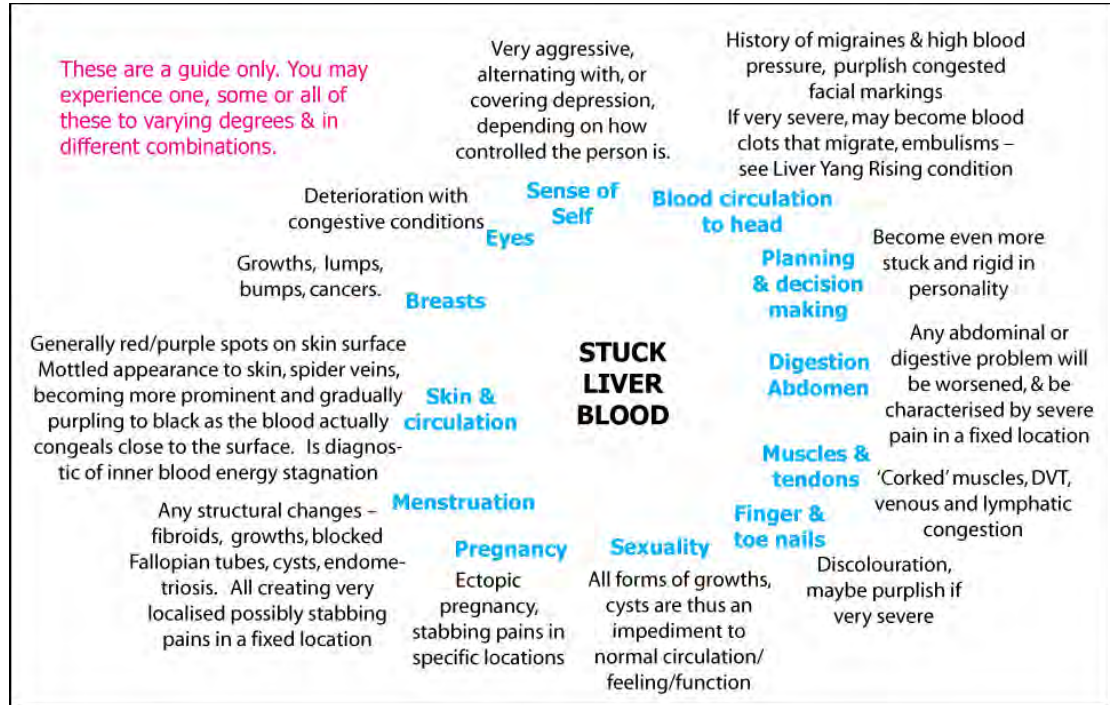 These are a guide only. You may
experience one, some or all of
these to varying degrees & in
different combinations.
Very aggressive,
alternating with, or
covering depression,
depending on how
controlled the person is.
Sense of
Self
History of migraines & high blood
pressure, purplish congested
facial markings
If very severe, may become blood
clots that migrate, embulisms –
see Liver Yang Rising condition
Blood circulation
to head
Deterioration with
congestive conditions
Eyes
Become even more
stuck and rigid in
personality
Planning
& decision
making
Growths, lumps,
bumps, cancers.
Breasts
STUCK
LIVER
BLOOD
Any abdominal or
digestive problem will
be worsened, & be
characterised by severe
pain in a fixed location
Digestion
Abdomen
Generally red/purple spots on skin surface
Mottled appearance to skin, spider veins,
becoming more prominent and gradually
purpling to black as the blood actually
congeals close to the surface. Is diagnos-
tic of inner blood energy stagnation
Skin &
circulation
Muscles &
tendons
'Corked' muscles, DVT,
venous and lymphatic
congestion
Menstruation
Any structural changes –
fibroids, growths, blocked
Fallopian tubes, cysts, endome-
triosis. All creating very
localised possibly stabbing
pains in a fixed location
Pregnancy
Ectopic
pregnancy,
stabbing pains in
specific locations
Sexuality
All forms of growths,
cysts are thus an
impediment to
normal circulation/
feeling/function
Finger &
toe nails
Discolouration,
maybe purplish if
very severe